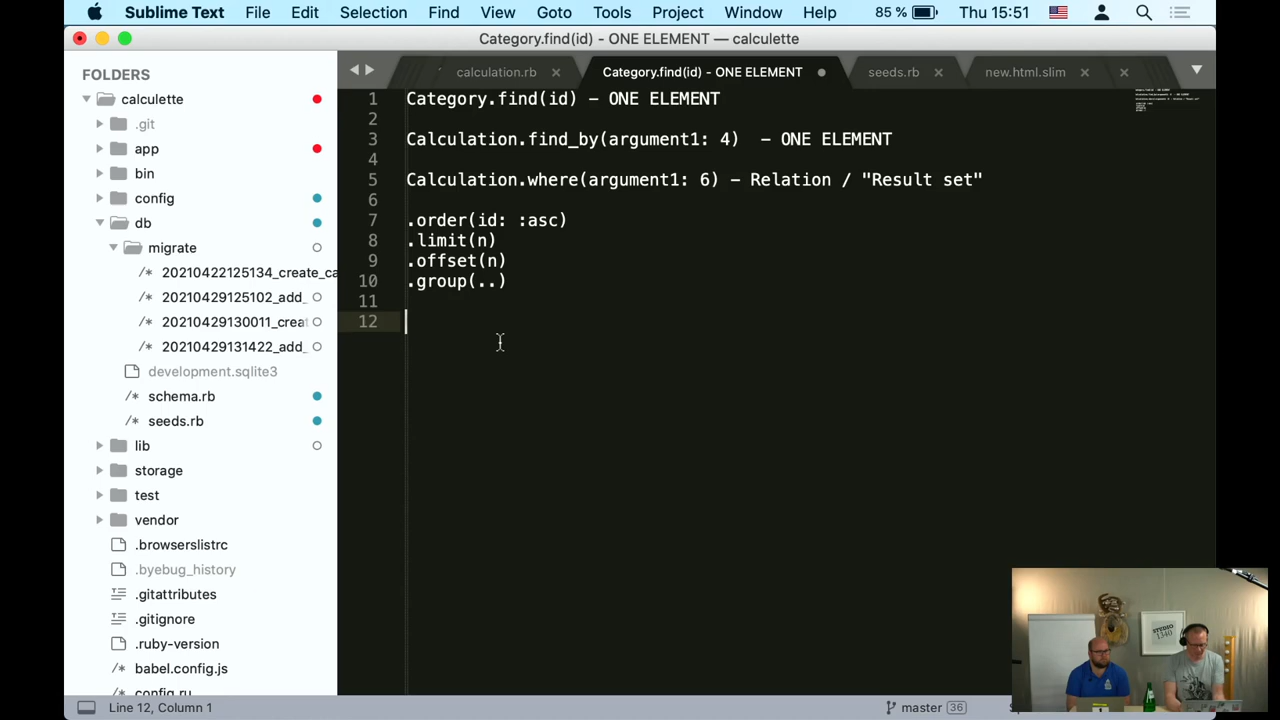 Sublime Text File Edit Selection Find View Goto Tools Project Window Help 85 % Thu 15:51
Category.find(id) - ONE ELEMENT — calculette
FOLDERS
calculette
.git
app
bin
config
db
migrate
20210422125134_create_ca
20210429125102_add_
20210429130011_crea
20210429131422_add_
development.sqlite3
schema.rb
seeds.rb
lib
storage
test
vendor
.browserslistrc
.byebug_history
.gitattributes
.gitignore
.ruby-version
babel.config.js
config.ru
calculation.rb Category.find(id) - ONE ELEMENT seeds.rb new.html.slim
1 Category.find(id) - ONE ELEMENT
2
3 Calculation.find_by(argument1: 4)  - ONE ELEMENT
4
5 Calculation.where(argument1: 6) - Relation / "Result set"
6
7 .order(id: :asc)
8 .limit(n)
9 .offset(n)
10 .group(..)
11
12
STUDIO
1340
Line 12, Column 1 master 36